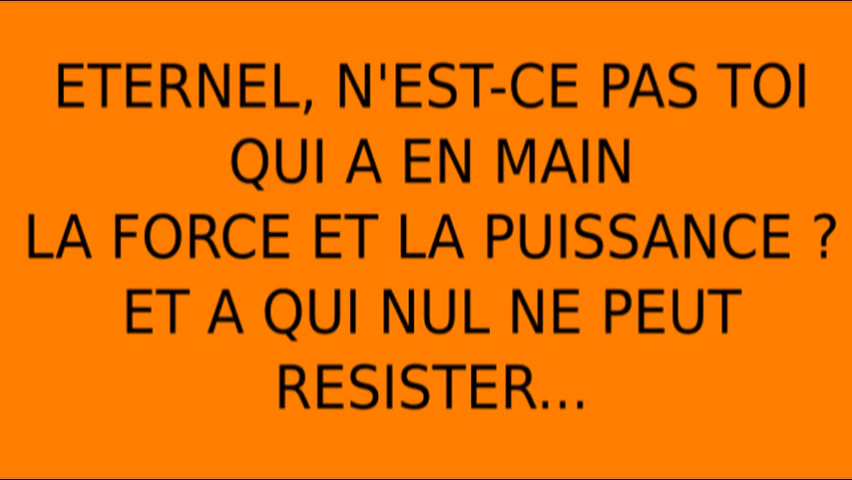 ETERNEL, N'EST-CE PAS TOI
QUI A EN MAIN
LA FORCE ET LA PUISSANCE ?
ET A QUI NUL NE PEUT
RESISTER...